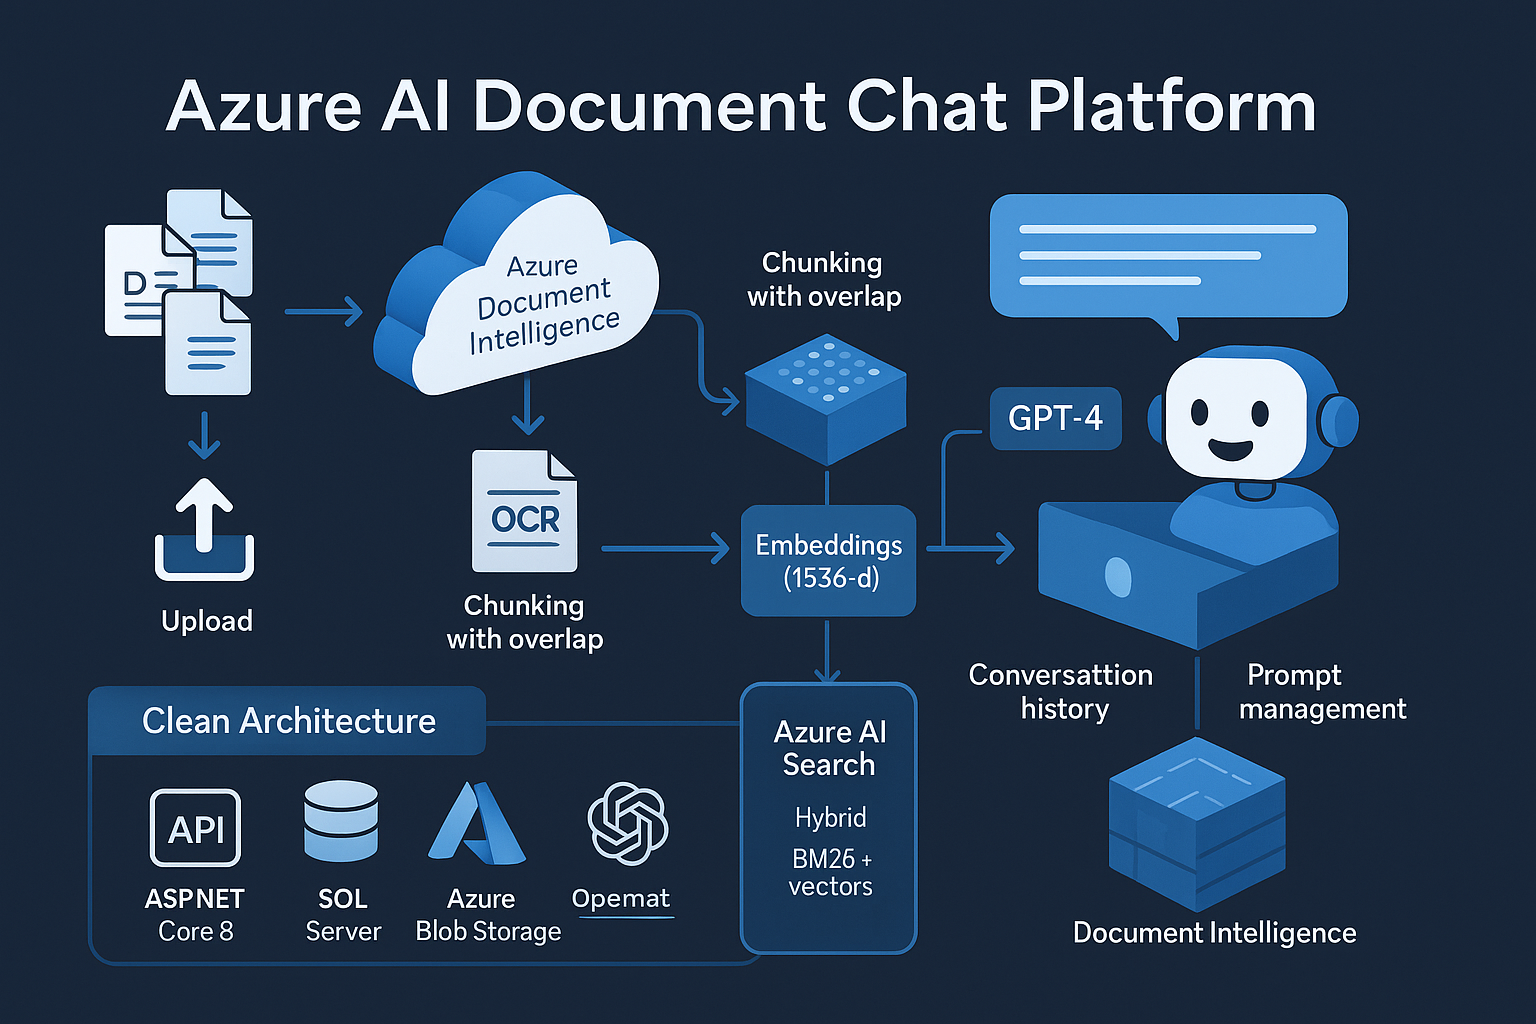 Azure AI Document Chat Platform
D
Azure
Document
Intelligence
Chunking
with overlap
GPT-4
OCR
Chunking
with overlap
Embeddings
(1536-d)
Upload
Conversattion
history
Prompt
management
Clean Architecture
Azure AI
Search
Hybrid
BM26 +
vectors
API
ASPNET
Core 8
SOL
Server
Azure
Blob Storage
Opemat
Document Intelligence